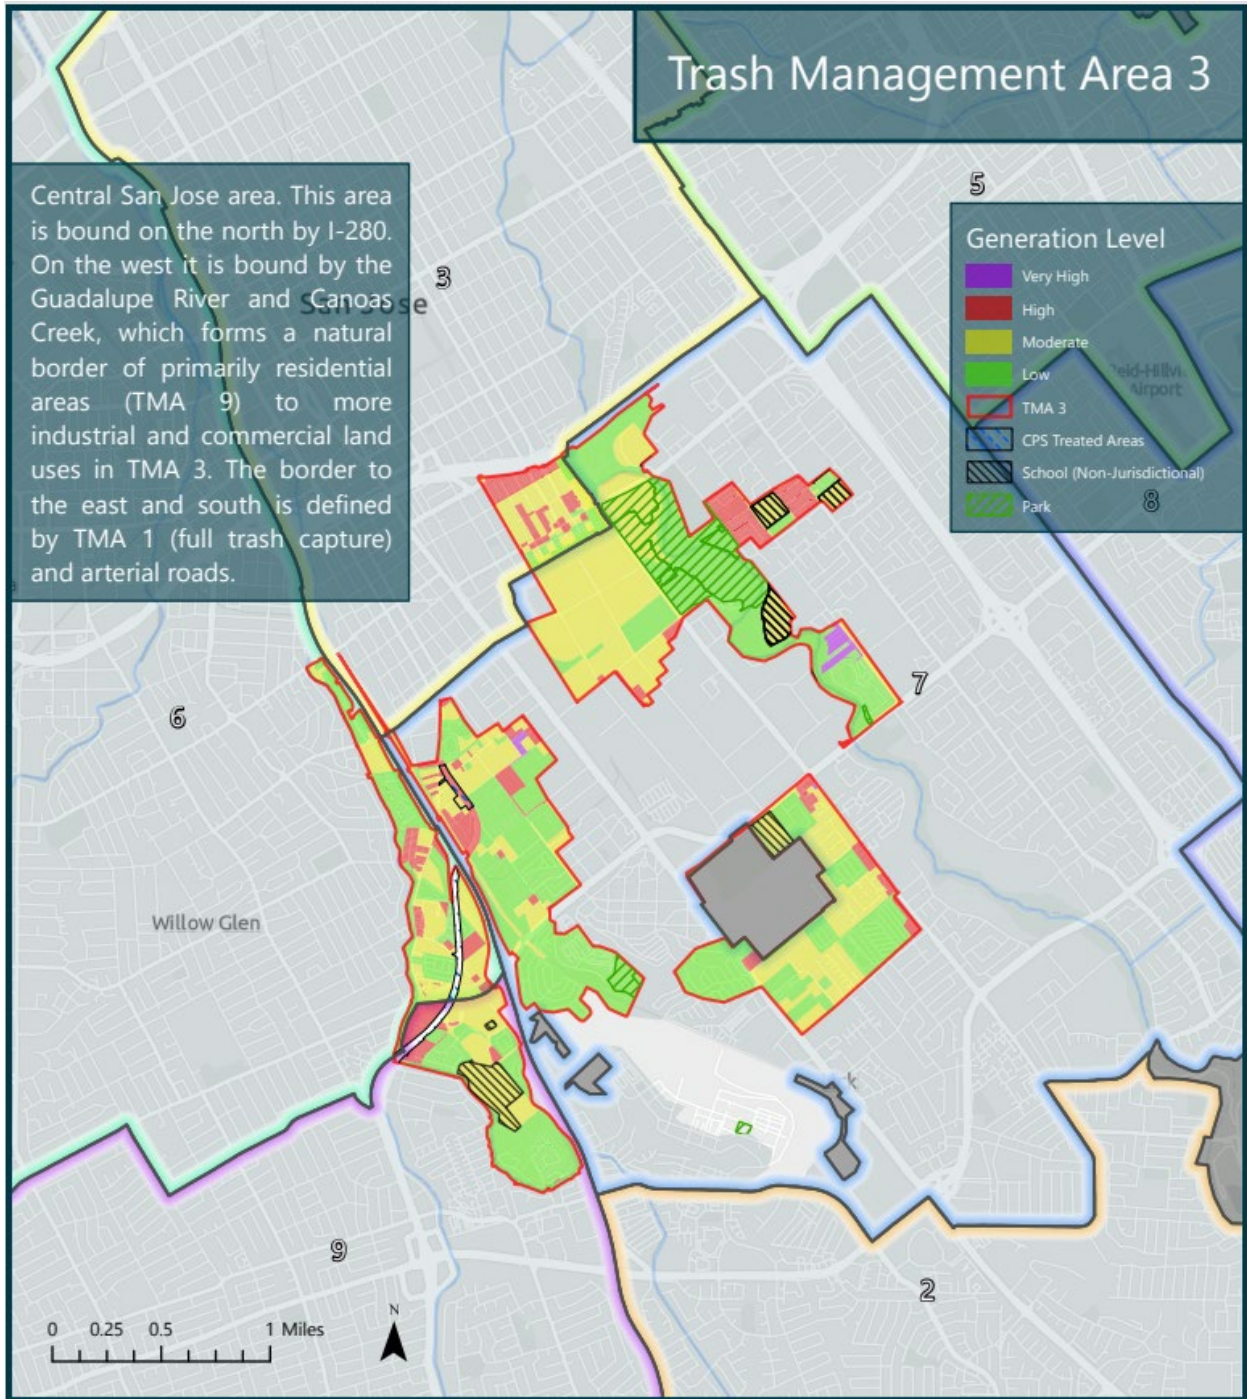 Trash Management Area 3
Central San Jose area. This area
is bound on the north by I-280.
On the west it is bound by the
Guadalupe River and Canoas
Creek, which forms a natural
border of primarily residential
areas (TMA 9) to more
industrial and commercial land
uses in TMA 3. The border to
the east and south is defined
by TMA 1 (full trash capture)
and arterial roads.
3
San Jose
5
Generation Level
Very High
High
Moderate
Low
TMA 3
CPS Treated Areas
School (Non-Jurisdictional)
Park
Airport
8
7
6
Willow Glen
9
2
N
0 0.25 0.5 1 Miles